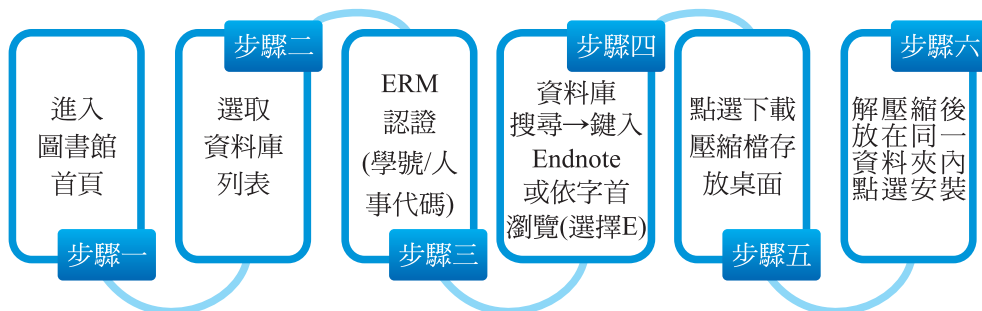 步驟一
進入
圖書館
首頁
步驟二
選取
資料庫
列表
步驟三
ERM
認證
(學號/人
事代碼)
步驟四
資料庫
搜尋→鍵入
Endnote
或依字首
瀏覽(選擇E)
步驟五
點選下載
壓縮檔存
放桌面
步驟六
解壓縮後
放在同一
資料夾內
點選安裝